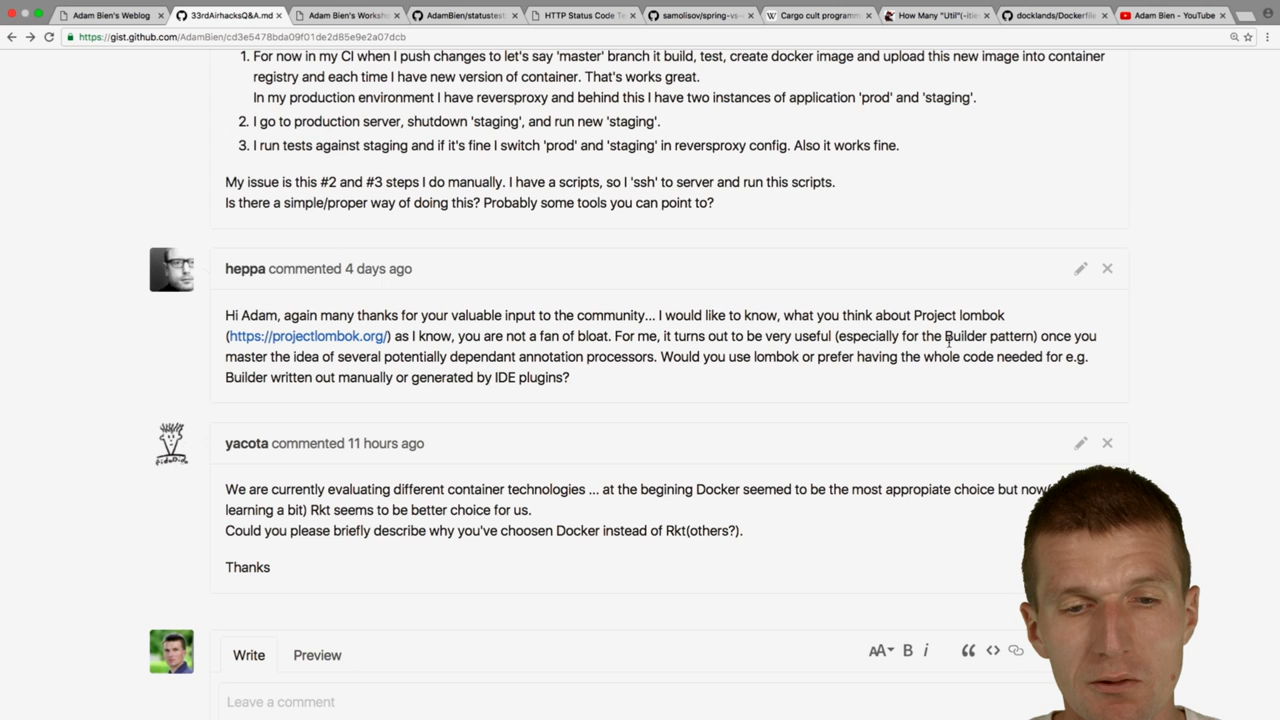 Adam Bien's Weblog
33rdAirhacksQ&A.md
Adam Bien's Worksho
AdamBien/statustest
HTTP Status Code Te
samolisov/spring-vs-
Cargo cult programm
How Many "Util"(-itie
docklands/Dockerfile
Adam Bien - YouTube
https://gist.github.com/AdamBien/cd3e5478bda09f01de2d85e9e2a07dcb
1. For now in my CI when I push changes to let's say 'master' branch it build, test, create docker image and upload this new image into container
registry and each time I have new version of container. That's works great.
In my production environment I have reversproxy and behind this I have two instances of application 'prod' and 'staging'.
2. I go to production server, shutdown 'staging', and run new 'staging'.
3. I run tests against staging and if it's fine I switch 'prod' and 'staging' in reversproxy config. Also it works fine.
My issue is this #2 and #3 steps I do manually. I have a scripts, so I 'ssh' to server and run this scripts.
Is there a simple/proper way of doing this? Probably some tools you can point to?
heppa commented 4 days ago
Hi Adam, again many thanks for your valuable input to the community... I would like to know, what you think about Project lombok
(https://projectlombok.org/) as I know, you are not a fan of bloat. For me, it turns out to be very useful (especially for the Builder pattern) once you
master the idea of several potentially dependant annotation processors. Would you use lombok or prefer having the whole code needed for e.g.
Builder written out manually or generated by IDE plugins?
yacota commented 11 hours ago
We are currently evaluating different container technologies ... at the begining Docker seemed to be the most appropiate choice but now(
learning a bit) Rkt seems to be better choice for us.
Could you please briefly describe why you've choosen Docker instead of Rkt(others?).
Thanks
Write
Preview
AA
B
i
Leave a comment